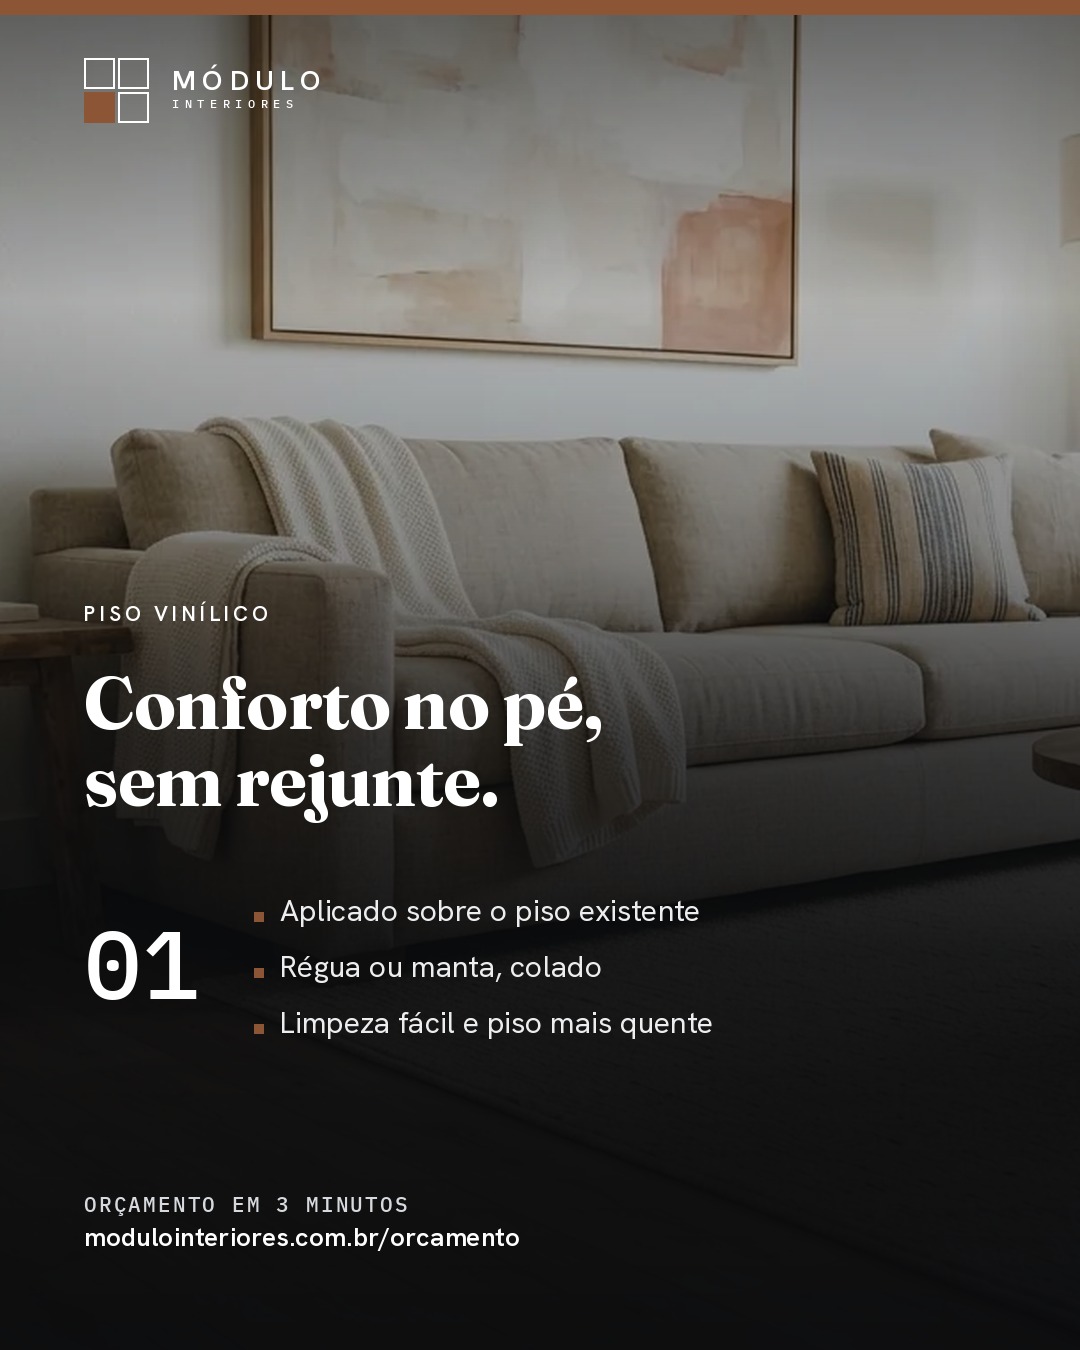 MÓDULO
INTERIORES
PISO VINÍLICO
Conforto no pé,
sem rejunte.
01
Aplicado sobre o piso existente
Régua ou manta, colado
Limpeza fácil e piso mais quente
ORÇAMENTO EM 3 MINUTOS
modulointeriores.com.br/orcamento